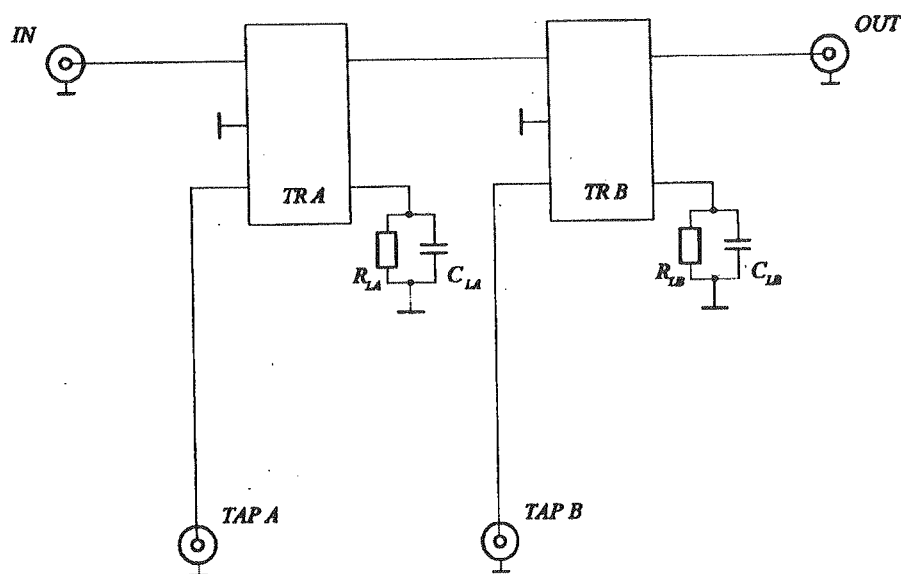 IN
OUT
TR A
TR B
R_LA
C_LA
R_LB
C_LB
TAP A
TAP B